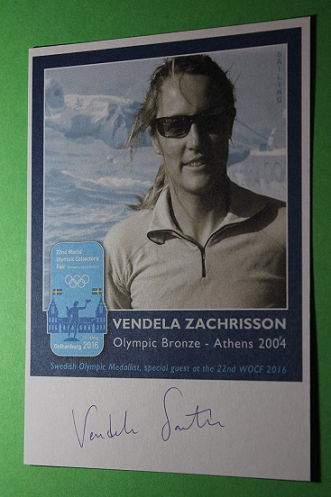 SAILING
22nd World
Olympic Collectors
Fair
Gothenburg 2016
VENDELA ZACHRISSON
Olympic Bronze - Athens 2004
Swedish Olympic Medallist, special guest at the 22nd WOCF 2016
Vendela